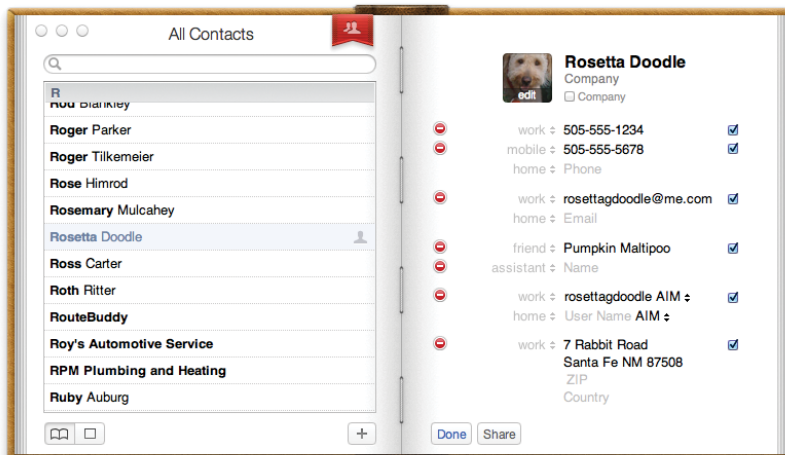 All Contacts
R
Rod Blankley
Roger Parker
Roger Tilkemeier
Rose Himrod
Rosemary Mulcahey
Rosetta Doodle
Ross Carter
Roth Ritter
RouteBuddy
Roy's Automotive Service
RPM Plumbing and Heating
Ruby Auburg
Rosetta Doodle
Company
edit
Company
work 505-555-1234
mobile 505-555-5678
home Phone
work rosettagdoodle@me.com
home Email
friend Pumpkin Maltipoo
assistant Name
work rosettagdoodle AIM
home User Name AIM
work 7 Rabbit Road
Santa Fe NM 87508
ZIP
Country
Done Share